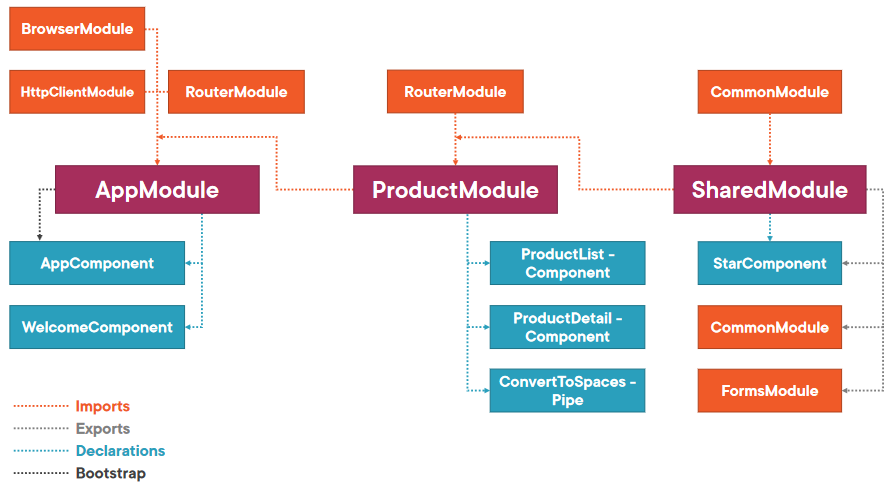 BrowserModule
HttpClientModule
RouterModule
RouterModule
CommonModule
AppModule
ProductModule
SharedModule
AppComponent
ProductList -
Component
StarComponent
WelcomeComponent
ProductDetail -
Component
CommonModule
ConvertToSpaces -
Pipe
FormsModule
Imports
Exports
Declarations
Bootstrap